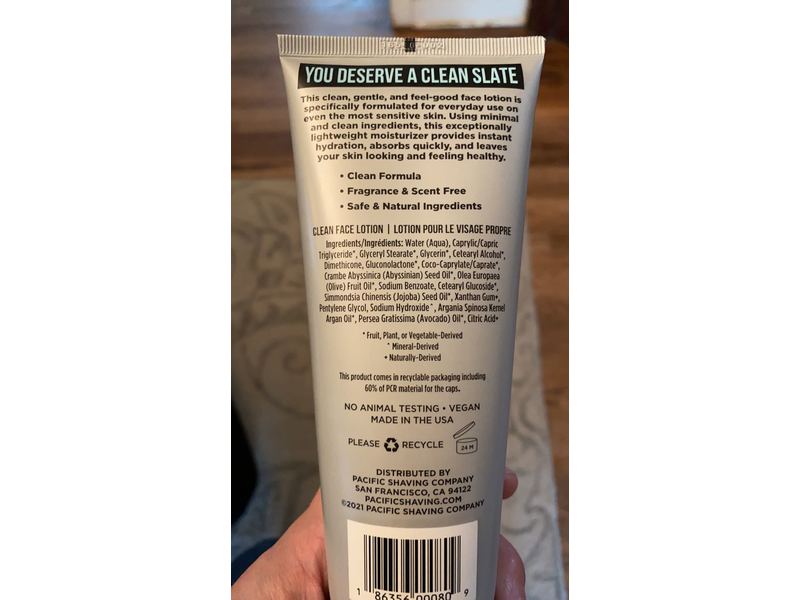 YOU DESERVE A CLEAN SLATE
This clean, gentle, and feel-good face lotion is
specifically formulated for everyday use on
even the most sensitive skin. Using minimal
and clean ingredients, this exceptionally
lightweight moisturizer provides instant
hydration, absorbs quickly, and leaves
your skin looking and feeling healthy.
• Clean Formula
• Fragrance & Scent Free
• Safe & Natural Ingredients
CLEAN FACE LOTION | LOTION POUR LE VISAGE PROPRE
Ingredients/Ingrédients: Water (Aqua), Caprylic/Capric
Triglyceride*, Glyceryl Stearate*, Glycerin*, Cetearyl Alcohol*,
Dimethicone, Gluconolactone*, Coco-Caprylate/Caprate*,
Crambe Abyssinica (Abyssinian) Seed Oil*, Olea Europaea
(Olive) Fruit Oil*, Sodium Benzoate, Cetearyl Glucoside*,
Simmondsia Chinensis (Jojoba) Seed Oil*, Xanthan Gum+,
Pentylene Glycol, Sodium Hydroxide^, Argania Spinosa Kernel
Argan Oil*, Persea Gratissima (Avocado) Oil*, Citric Acid+
* Fruit, Plant, or Vegetable-Derived
^ Mineral-Derived
+ Naturally-Derived
This product comes in recyclable packaging including
60% of PCR material for the caps.
NO ANIMAL TESTING • VEGAN
MADE IN THE USA
PLEASE RECYCLE
24 M
DISTRIBUTED BY
PACIFIC SHAVING COMPANY
SAN FRANCISCO, CA 94122
PACIFICSHAVING.COM
©2021 PACIFIC SHAVING COMPANY
1 86356 00080 9